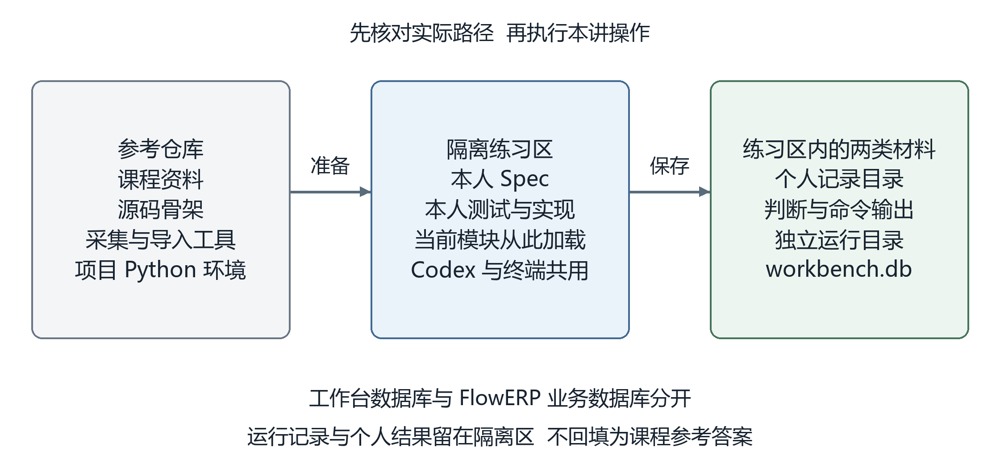 先核对实际路径 再执行本讲操作
参考仓库
课程资料
源码骨架
采集与导入工具
项目 Python 环境
准备
隔离练习区
本人 Spec
本人测试与实现
当前模块从此加载
Codex 与终端共用
保存
练习区内的两类材料
个人记录目录
判断与命令输出
独立运行目录
workbench.db
工作台数据库与 FlowERP 业务数据库分开
运行记录与个人结果留在隔离区 不回填为课程参考答案